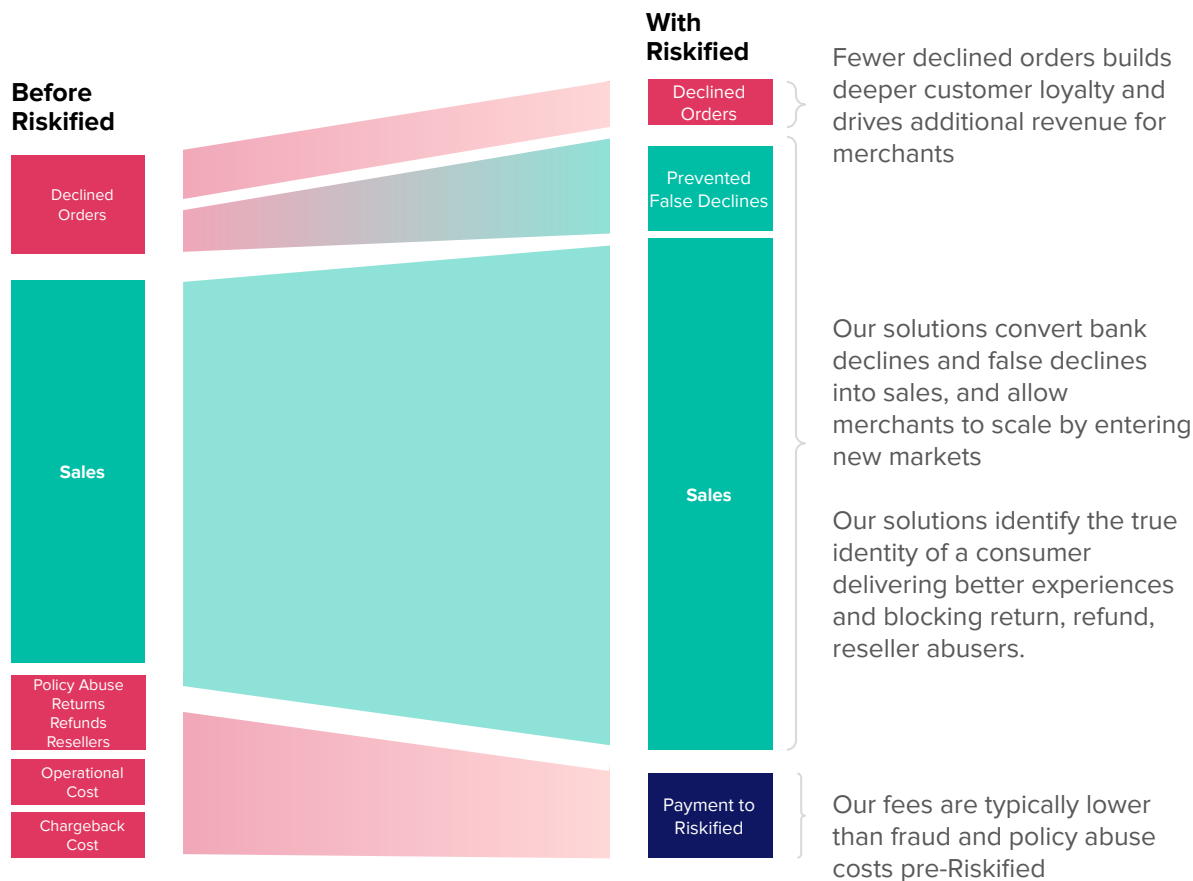 Before
Riskified
Declined
Orders
Sales
Policy Abuse
Returns
Refunds
Resellers
Operational
Cost
Chargeback
Cost
With
Riskified
Declined
Orders
Prevented
False Declines
Sales
Payment to
Riskified
Fewer declined orders builds
deeper customer loyalty and
drives additional revenue for
merchants
Our solutions convert bank
declines and false declines
into sales, and allow
merchants to scale by entering
new markets
Our solutions identify the true
identity of a consumer
delivering better experiences
and blocking return, refund,
reseller abusers.
Our fees are typically lower
than fraud and policy abuse
costs pre-Riskified